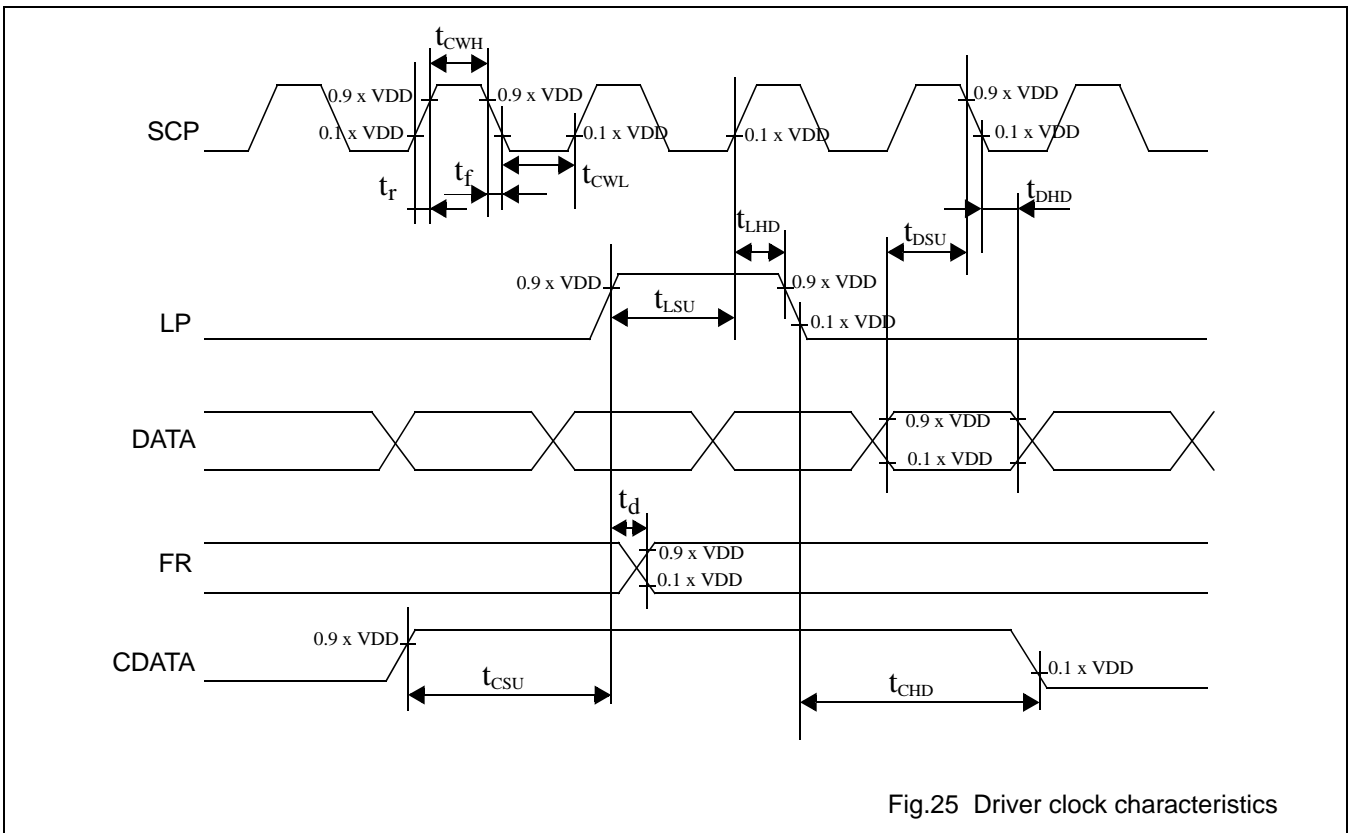 tCWH
0.9 x VDD
0.9 x VDD
0.9 x VDD
SCP
0.1 x VDD
0.1 x VDD
0.1 x VDD
0.1 x VDD
tr
tf
tCWL
tDHD
tLHD
tDSU
0.9 x VDD
0.9 x VDD
tLSU
LP
0.1 x VDD
DATA
0.9 x VDD
0.1 x VDD
td
FR
0.9 x VDD
0.1 x VDD
0.9 x VDD
CDATA
0.1 x VDD
tCSU
tCHD
Fig.25 Driver clock characteristics